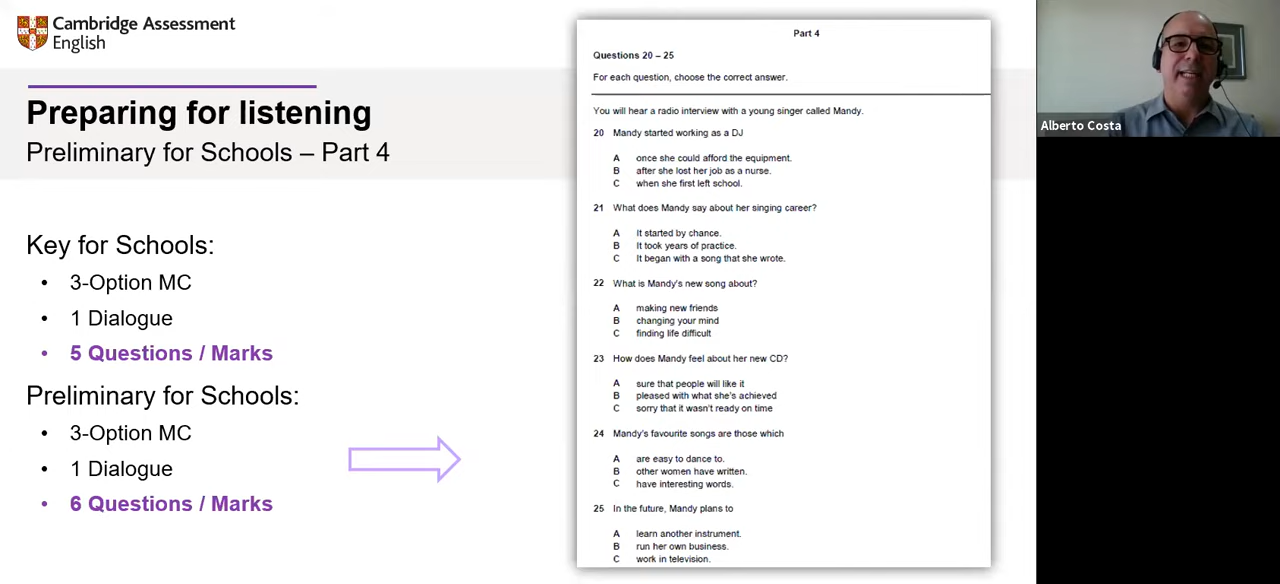 Cambridge Assessment
English
Preparing for listening
Preliminary for Schools – Part 4
Key for Schools:
• 3-Option MC
• 1 Dialogue
• 5 Questions / Marks
Preliminary for Schools:
• 3-Option MC
• 1 Dialogue
• 6 Questions / Marks
Part 4
Questions 20 – 25
For each question, choose the correct answer.
You will hear a radio interview with a young singer called Mandy.
20 Mandy started working as a DJ
A once she could afford the equipment.
B after she lost her job as a nurse.
C when she first left school.
21 What does Mandy say about her singing career?
A It started by chance.
B It took years of practice.
C It began with a song that she wrote.
22 What is Mandy's new song about?
A making new friends
B changing your mind
C finding life difficult
23 How does Mandy feel about her new CD?
A sure that people will like it
B pleased with what she's achieved
C sorry that it wasn't ready on time
24 Mandy's favourite songs are those which
A are easy to dance to.
B other women have written.
C have interesting words.
25 In the future, Mandy plans to
A learn another instrument.
B run her own business.
C work in television.
Alberto Costa